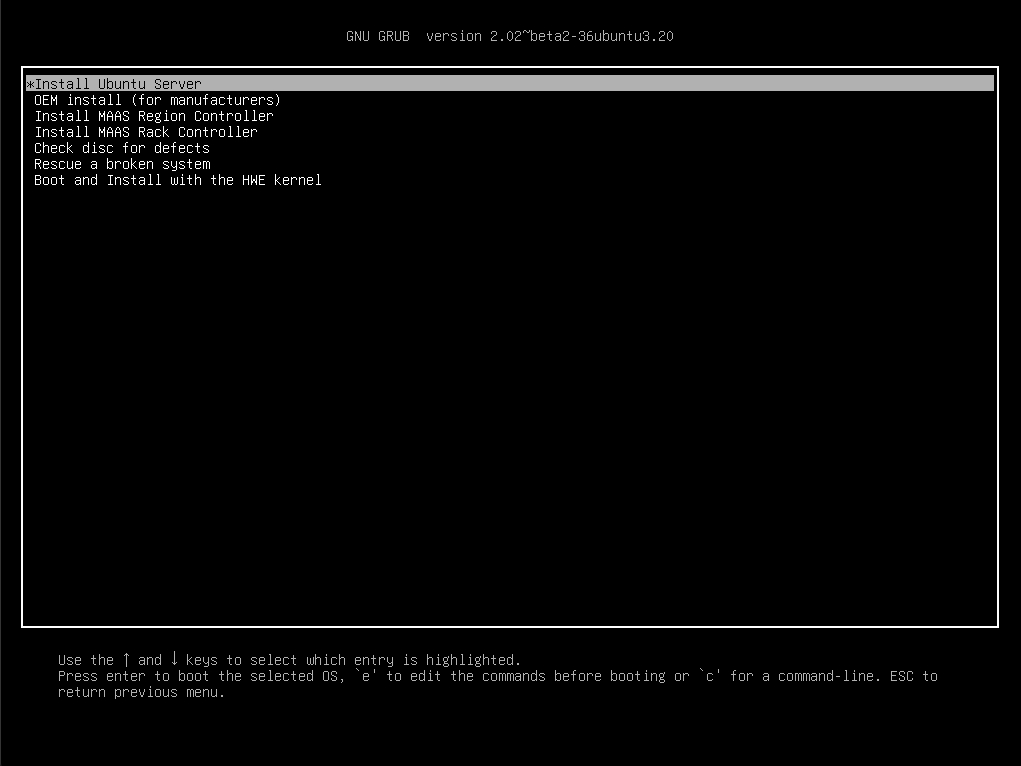 GNU GRUB  version 2.02~beta2-36ubuntu3.20
*Install Ubuntu Server
OEM install (for manufacturers)
Install MAAS Region Controller
Install MAAS Rack Controller
Check disc for defects
Rescue a broken system
Boot and Install with the HWE kernel
Use the ↑ and ↓ keys to select which entry is highlighted.
Press enter to boot the selected OS, `e' to edit the commands before booting or `c' for a command-line. ESC to
return previous menu.